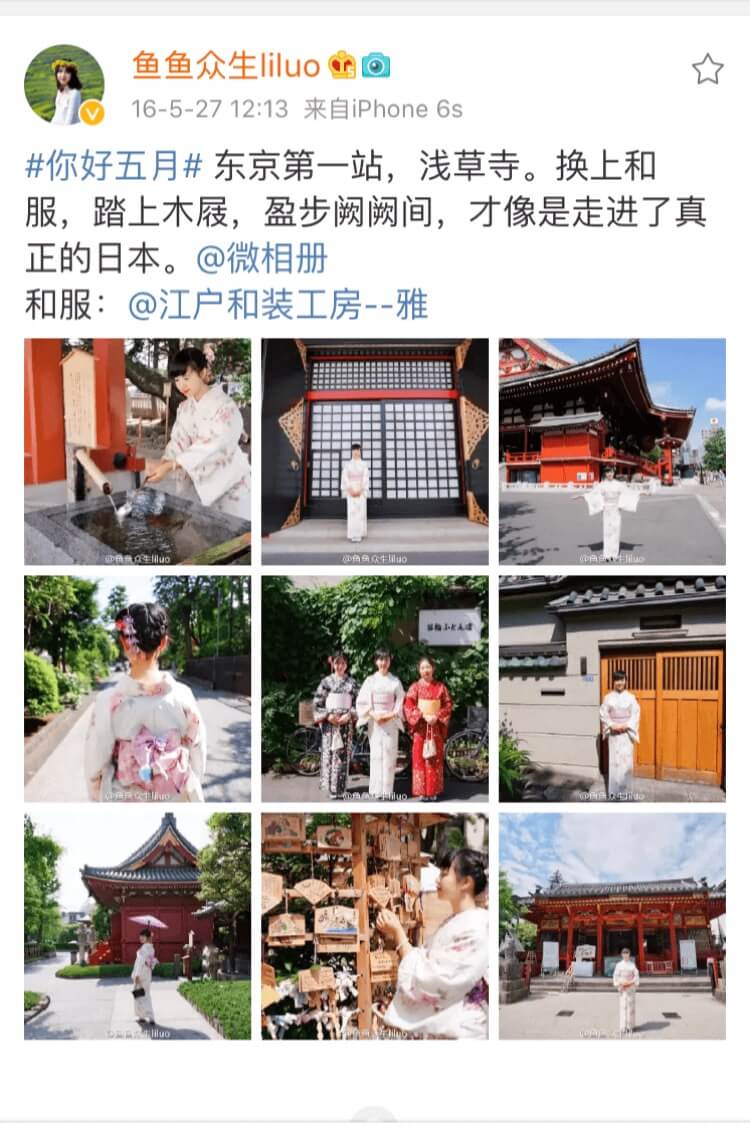 鱼鱼众生liluo
16-5-27 12:13 来自iPhone 6s
#你好五月# 东京第一站，浅草寺。换上和
服，踏上木屐，盈步阙阙间，才像是走进了真
正的日本。@微相册
和服：@江户和装工房--雅
@鱼鱼众生liluo
@鱼鱼众生liluo
@鱼鱼众生liluo
@鱼鱼众生liluo
@鱼鱼众生liluo
@鱼鱼众生liluo
@鱼鱼众生liluo
@鱼鱼众生liluo
@鱼鱼众生liluo